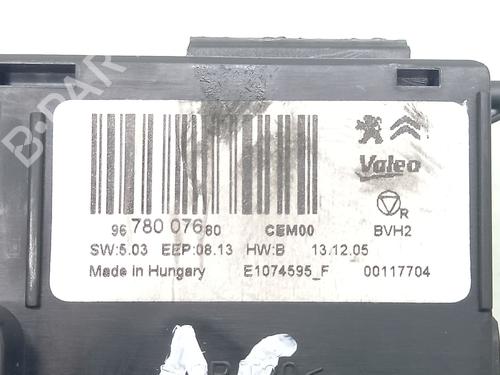 B-PAR
Valeo
R
96 780 076 80 CEM00 BVH2
SW:5.03 EEP:08.13 HW:B 13.12.05
Made in Hungary E1074595_F 00117704